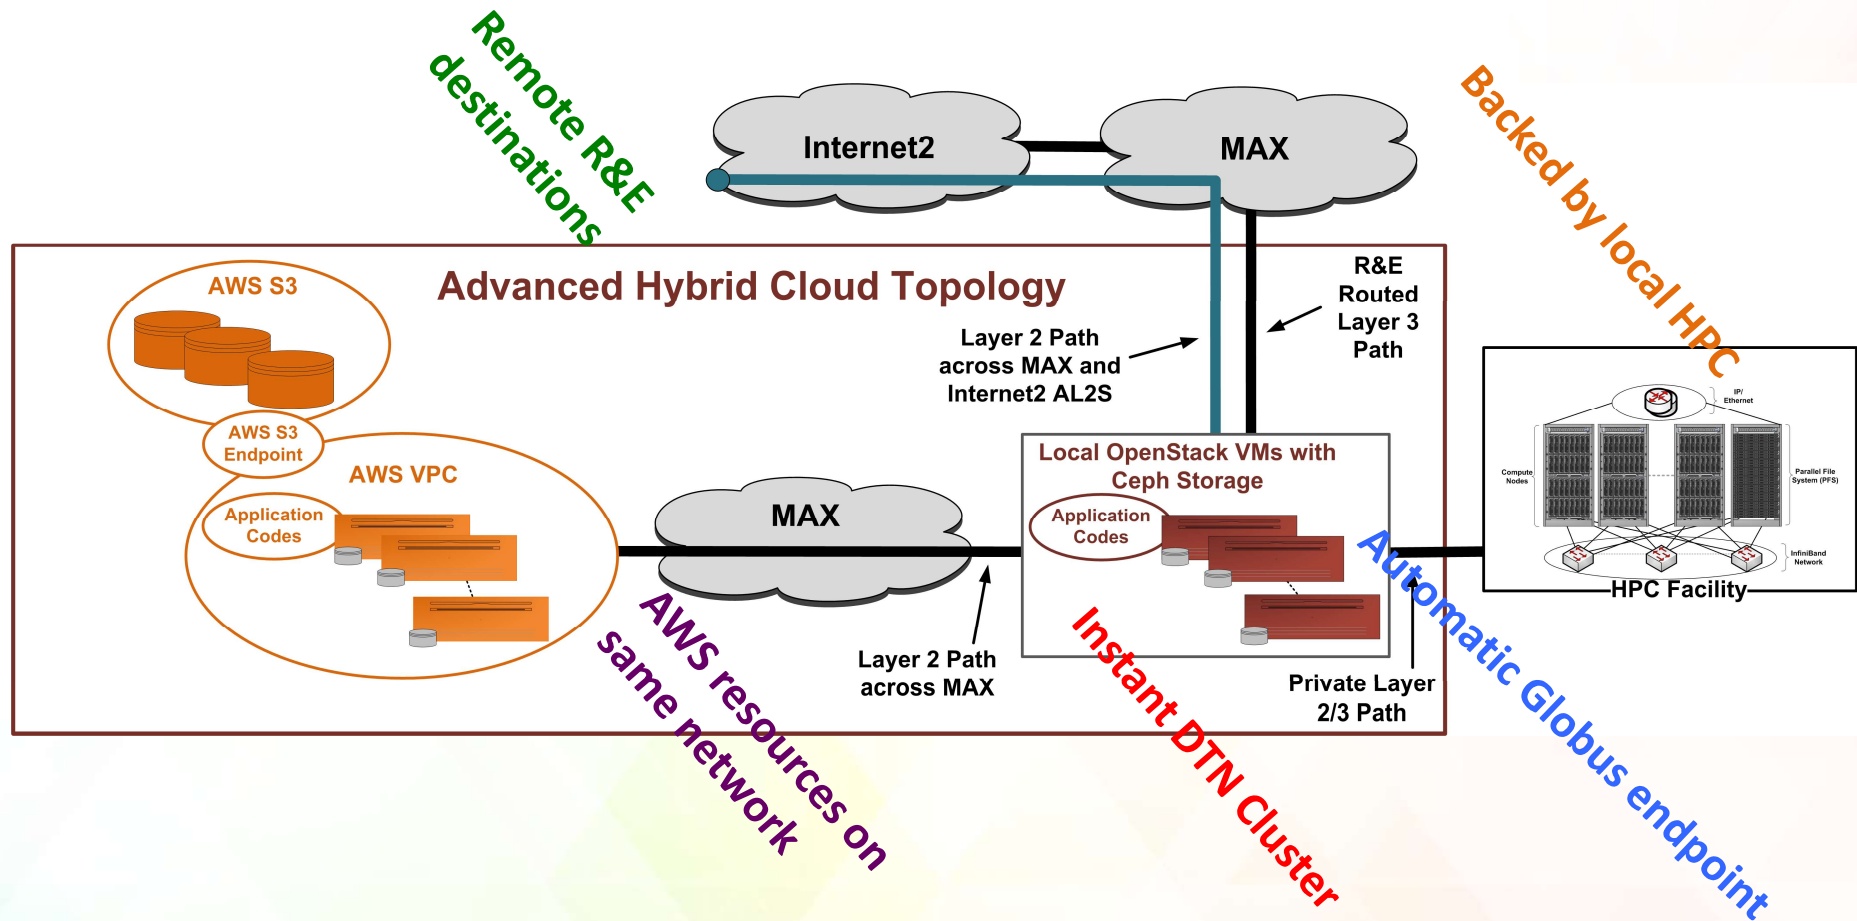 Remote R&E
destinations
Backed by local HPC
Internet2
MAX
Advanced Hybrid Cloud Topology
AWS S3
AWS S3
Endpoint
AWS VPC
Application
Codes
MAX
Layer 2 Path
across MAX
Layer 2 Path
across MAX and
Internet2 AL2S
R&E
Routed
Layer 3
Path
Local OpenStack VMs with
Ceph Storage
Application
Codes
Private Layer
2/3 Path
IP/
Ethernet
Compute
Nodes
Parallel File
System (PFS)
InfiniBand
Network
HPC Facility
AWS resources on
same network
Instant DTN Cluster
Automatic Globus endpoint